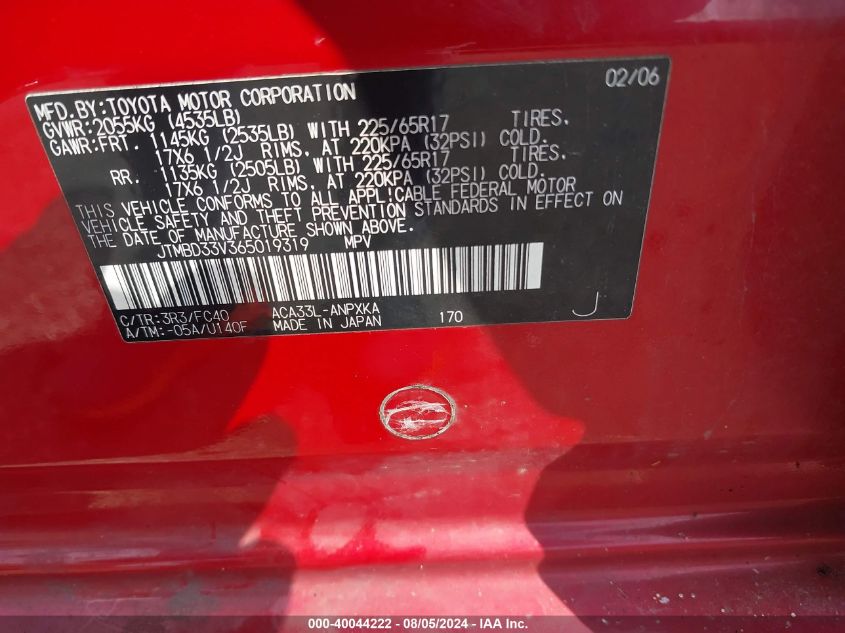 02/06
MFD.BY:TOYOTA MOTOR CORPORATION
GVWR:2055KG (4535LB)
GAWR:FRT. 1145KG (2535LB) WITH 225/65R17 TIRES.
17X6 1/2J RIMS, AT 220KPA (32PSI) COLD.
RR. 1135KG (2505LB) WITH 225/65R17 TIRES.
17X6 1/2J RIMS, AT 220KPA (32PSI) COLD.
THIS VEHICLE CONFORMS TO ALL APPLICABLE FEDERAL MOTOR
VEHICLE SAFETY AND THEFT PREVENTION STANDARDS IN EFFECT ON
THE DATE OF MANUFACTURE SHOWN ABOVE.
JTMBD33V365019319 MPV
C/TR:3R3/FC40 ACA33L-ANPXKA 170 J
A/TM:-05A/U140F MADE IN JAPAN
000-40044222 - 08/05/2024 - IAA Inc.